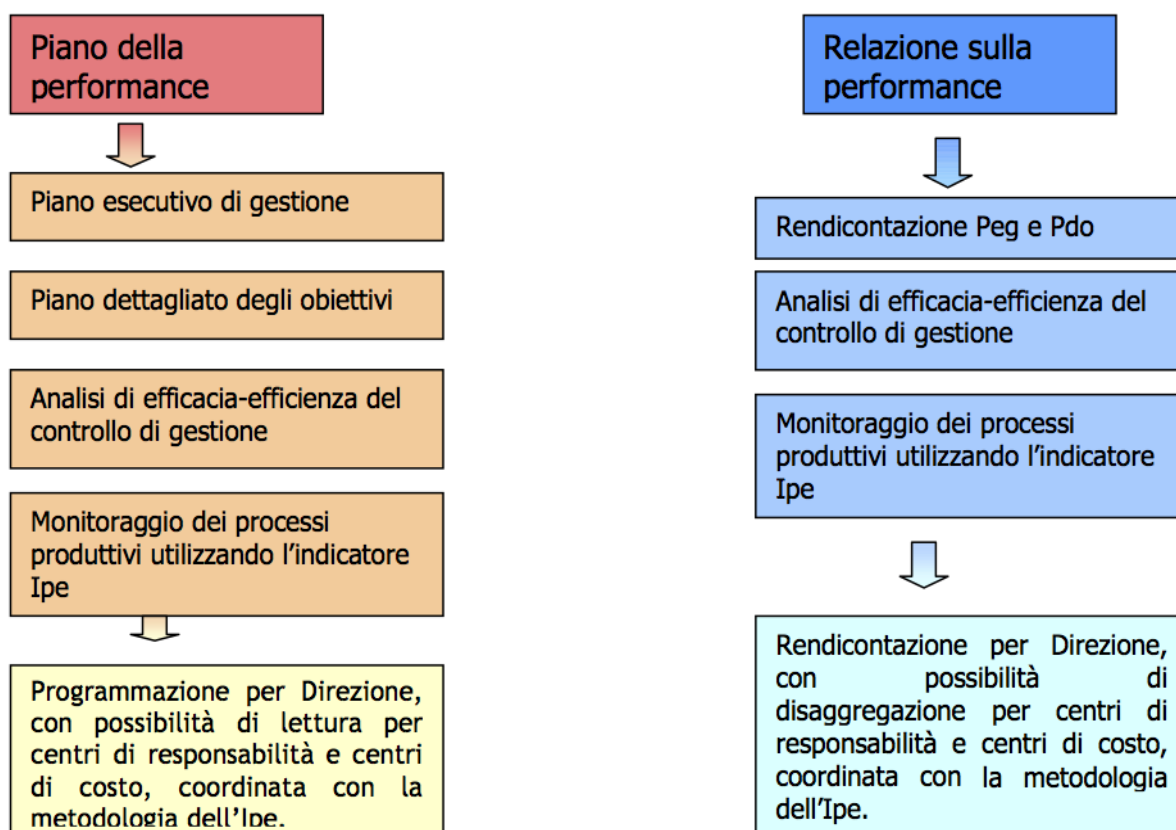 Piano della
performance
Piano esecutivo di gestione
Piano dettagliato degli obiettivi
Analisi di efficacia-efficienza del
controllo di gestione
Monitoraggio dei processi
produttivi utilizzando l'indicatore
Ipe
Programmazione per Direzione,
con possibilità di lettura per
centri di responsabilità e centri
di costo, coordinata con la
metodologia dell'Ipe.
Relazione sulla
performance
Rendicontazione Peg e Pdo
Analisi di efficacia-efficienza del
controllo di gestione
Monitoraggio dei processi
produttivi utilizzando l'indicatore
Ipe
Rendicontazione per Direzione,
con possibilità di
disaggregazione per centri di
responsabilità e centri di costo,
coordinata con la metodologia
dell'Ipe.